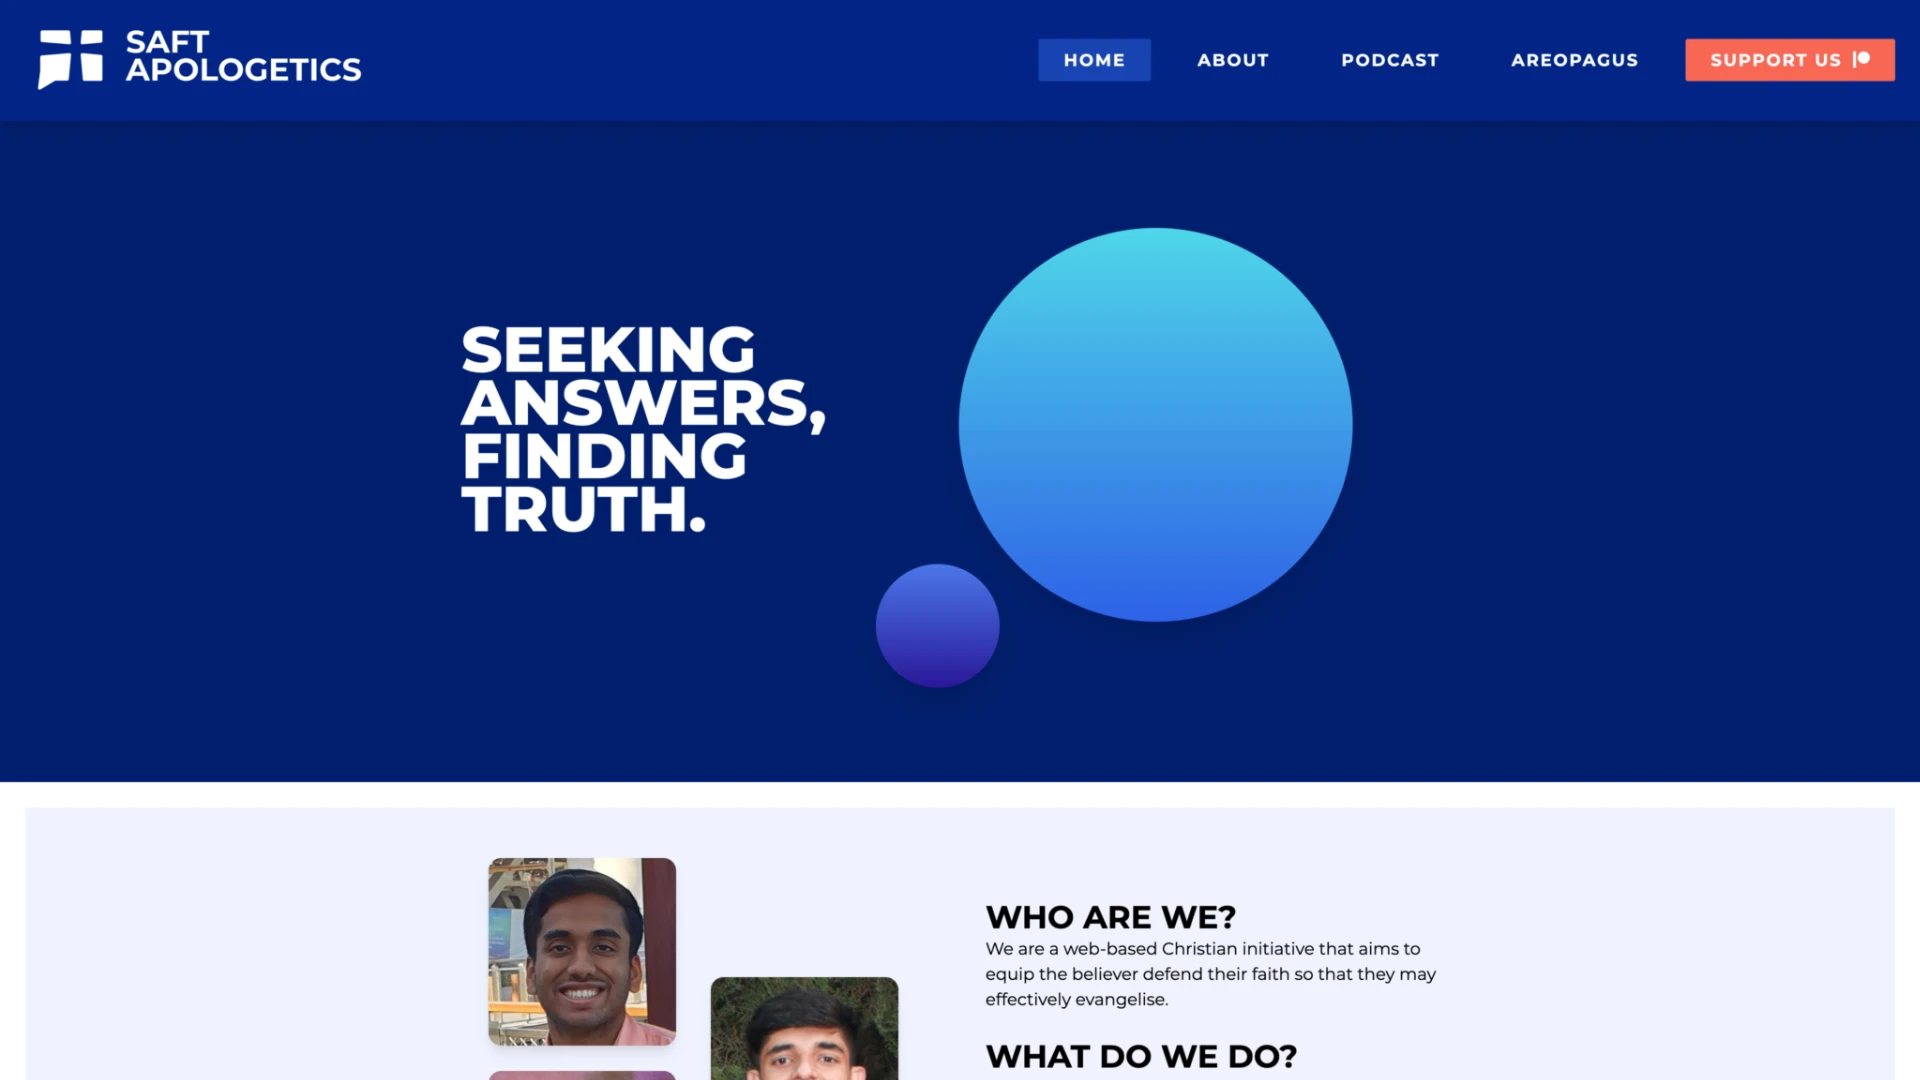 SAFT
APOLOGETICS
HOME
ABOUT
PODCAST
AREOPAGUS
SUPPORT US
SEEKING
ANSWERS,
FINDING
TRUTH.
WHO ARE WE?
We are a web-based Christian initiative that aims to
equip the believer defend their faith so that they may
effectively evangelise.
WHAT DO WE DO?